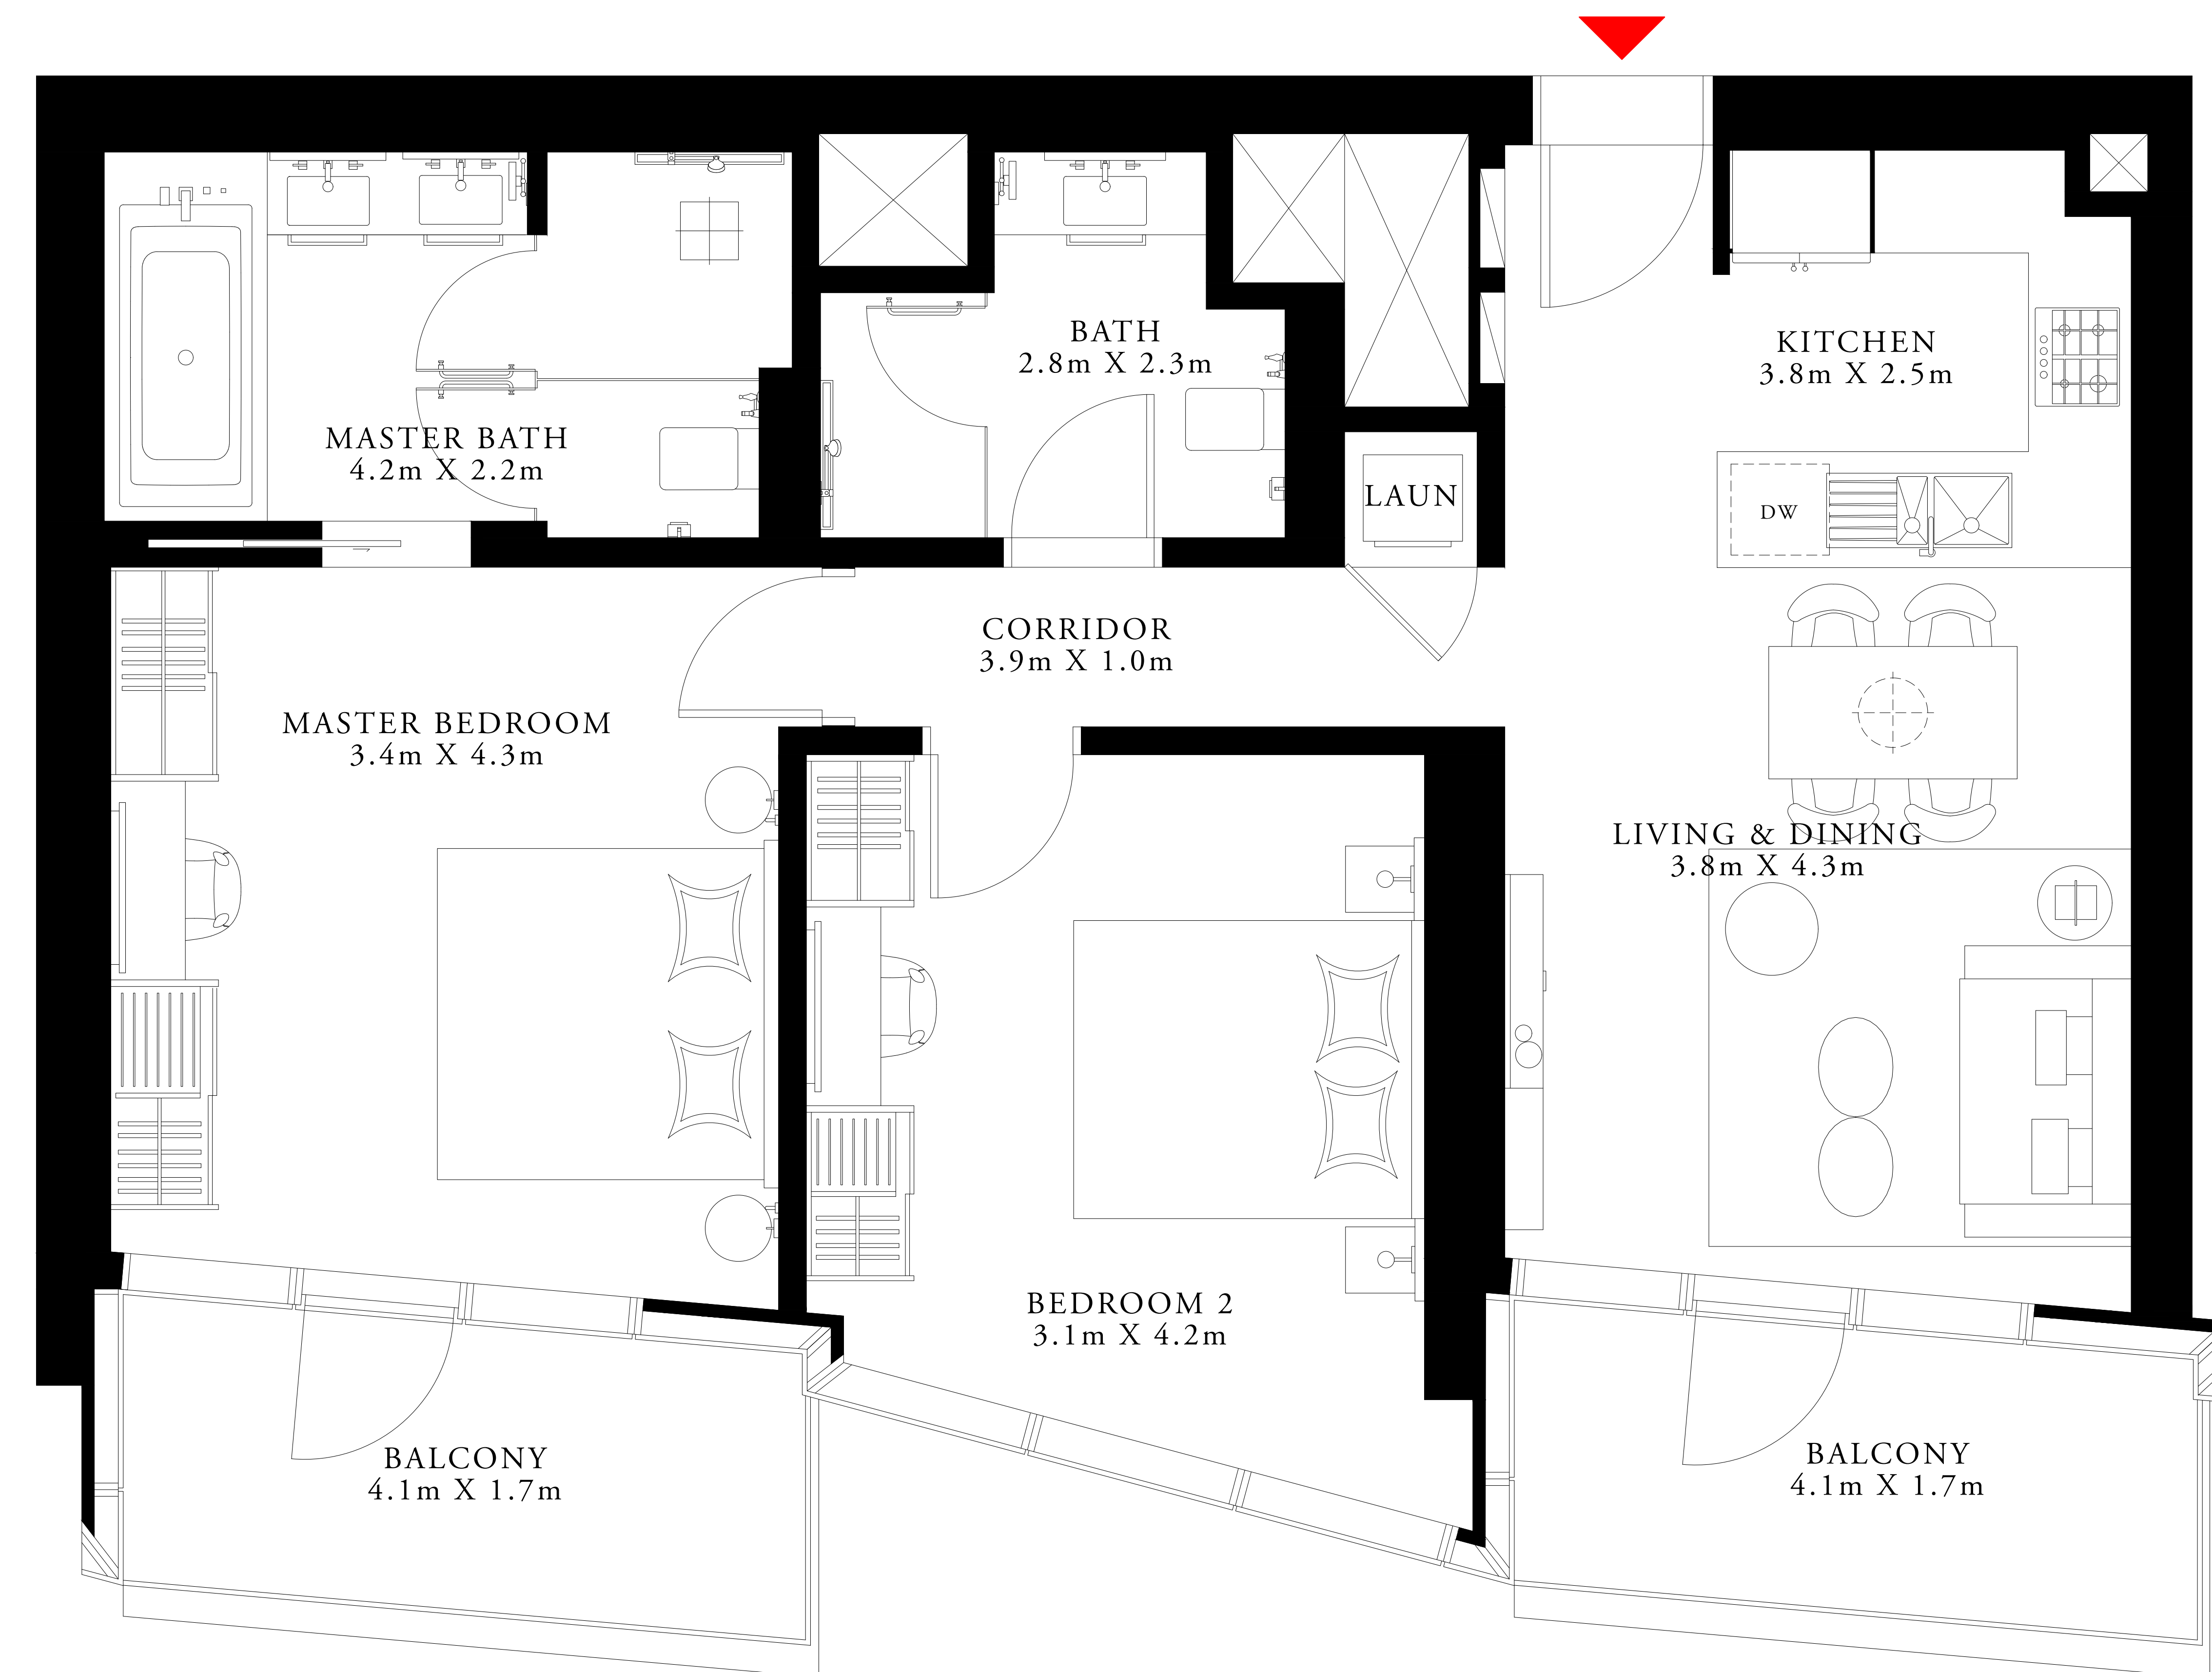 BATH
2.8m X 2.3m
KITCHEN
3.8m X 2.5m
MASTER BATH
4.2m X 2.2m
LAUN
DW
CORRIDOR
3.9m X 1.0m
MASTER BEDROOM
3.4m X 4.3m
LIVING & DINING
3.8m X 4.3m
BEDROOM 2
3.1m X 4.2m
BALCONY
4.1m X 1.7m
BALCONY
4.1m X 1.7m